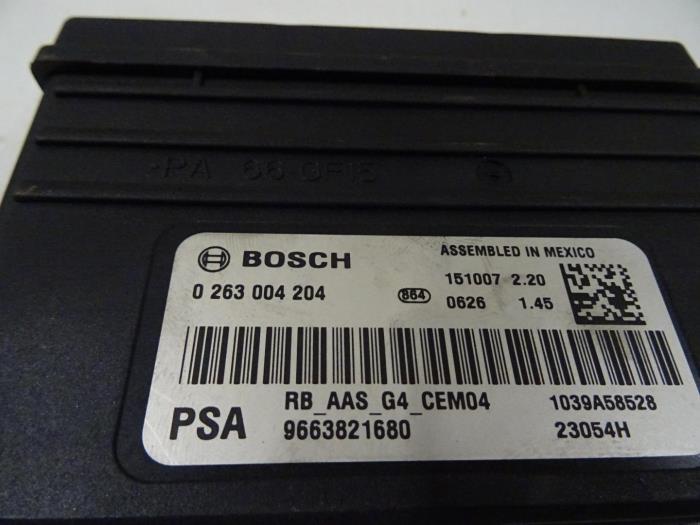 PA 66 GF15
BOSCH
ASSEMBLED IN MEXICO
0 263 004 204
864
151007 2.20
0626 1.45
PSA
RB_AAS_G4_CEM04
9663821680
1039A58528
23054H